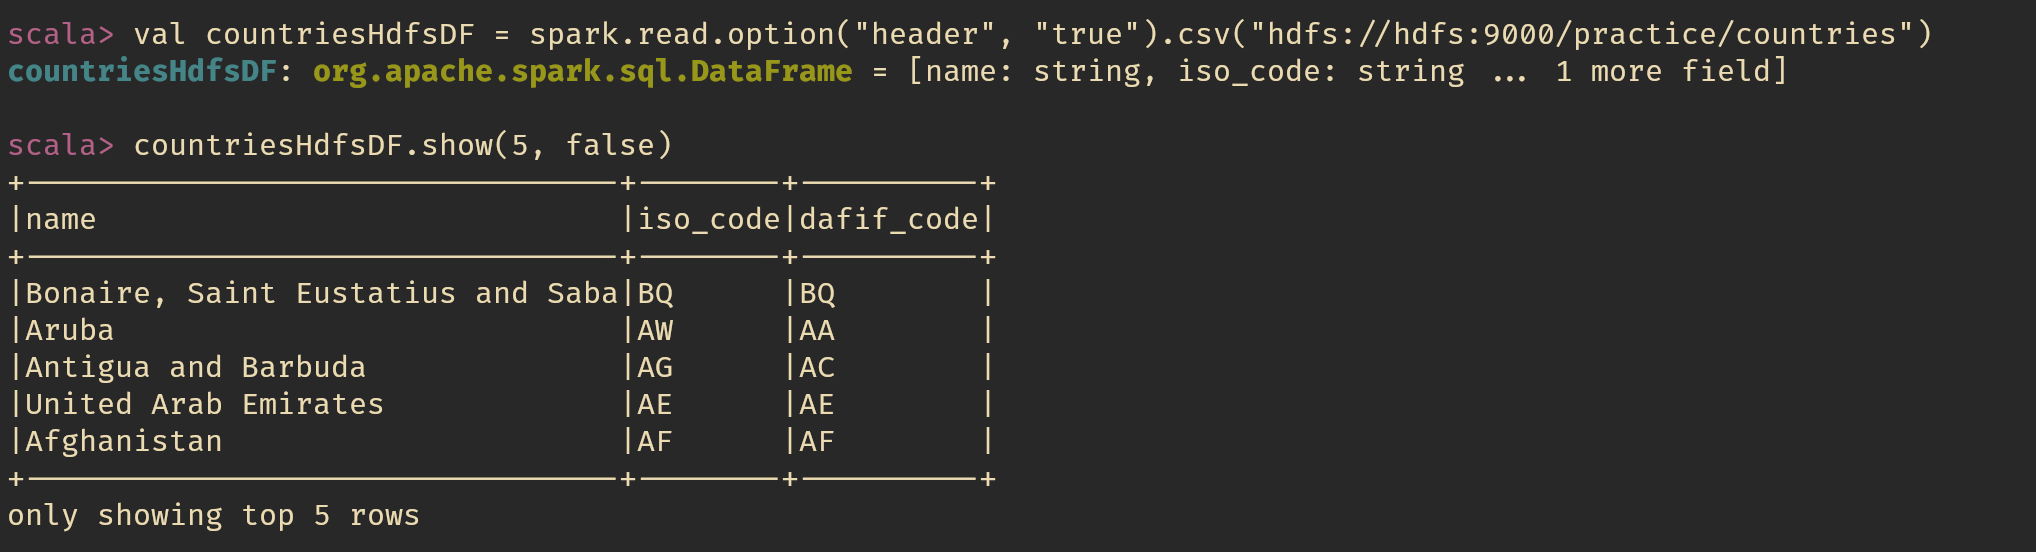 scala> val countriesHdfsDF = spark.read.option("header", "true").csv("hdfs://hdfs:9000/practice/countries")
countriesHdfsDF: org.apache.spark.sql.DataFrame = [name: string, iso_code: string ... 1 more field]
scala> countriesHdfsDF.show(5, false)
+---------------------------------+--------+----------+
|name                             |iso_code|dafif_code|
+---------------------------------+--------+----------+
|Bonaire, Saint Eustatius and Saba|BQ      |BQ        |
|Aruba                            |AW      |AA        |
|Antigua and Barbuda              |AG      |AC        |
|United Arab Emirates             |AE      |AE        |
|Afghanistan                      |AF      |AF        |
+---------------------------------+--------+----------+
only showing top 5 rows